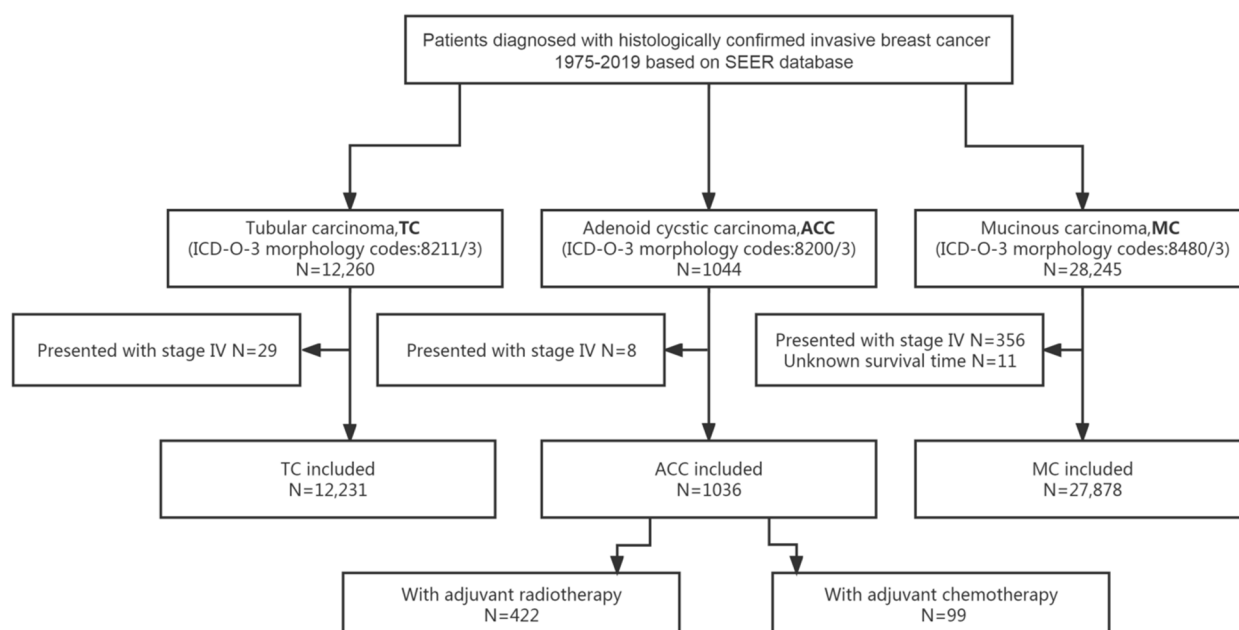 Patients diagnosed with histologically confirmed invasive breast cancer
1975-2019 based on SEER database
Tubular carcinoma,TC
(ICD-O-3 morphology codes:8211/3)
N=12,260
Adenoid cycstic carcinoma,ACC
(ICD-O-3 morphology codes:8200/3)
N=1044
Mucinous carcinoma,MC
(ICD-O-3 morphology codes:8480/3)
N=28,245
Presented with stage IV N=29
Presented with stage IV N=8
Presented with stage IV N=356
Unknown survival time N=11
TC included
N=12,231
ACC included
N=1036
MC included
N=27,878
With adjuvant radiotherapy
N=422
With adjuvant chemotherapy
N=99